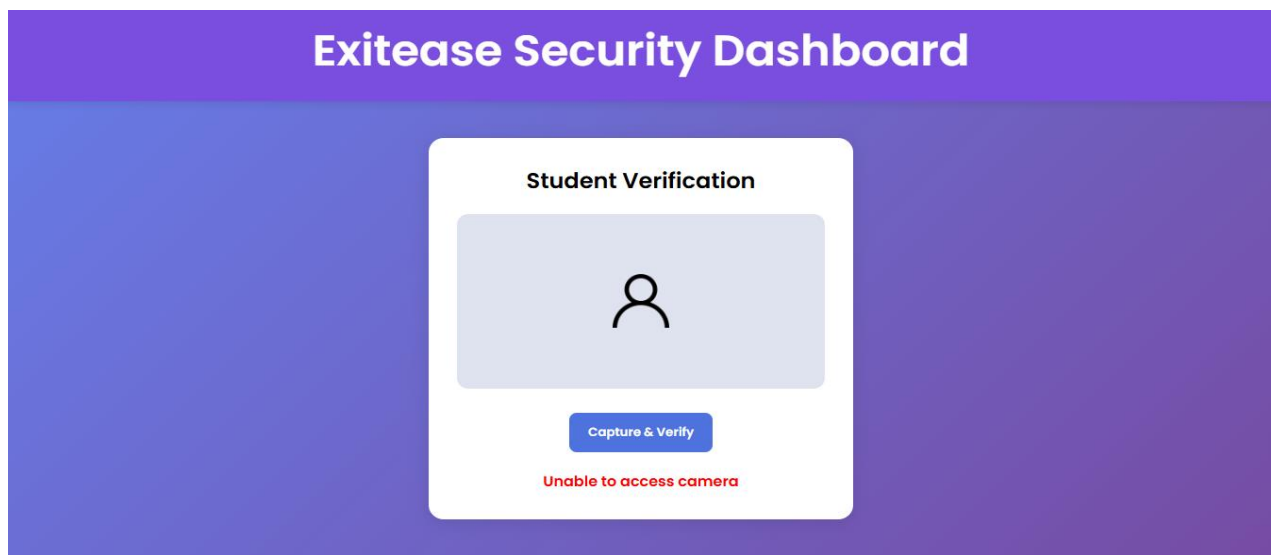 Exitease Security Dashboard
Student Verification
Capture & Verify
Unable to access camera